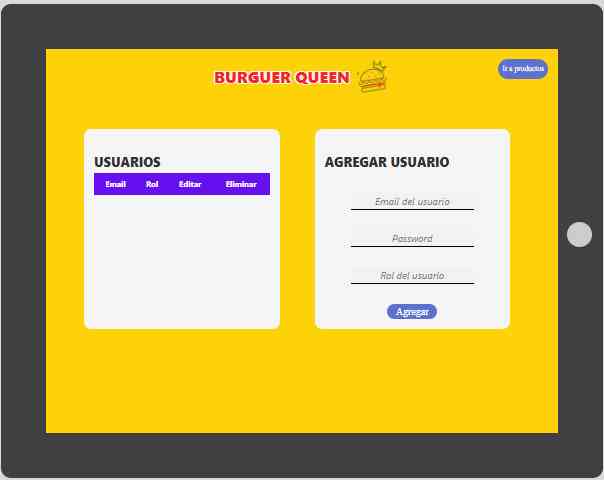 BURGUER QUEEN
Ir a productos
USUARIOS
Email Rol Editar Eliminar
AGREGAR USUARIO
Email del usuario
Password
Rol del usuario
Agregar